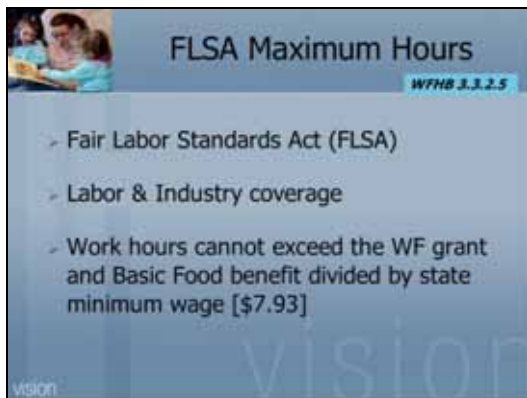 FLSA Maximum Hours
WFHB 3.3.2.5
Fair Labor Standards Act (FLSA)
Labor & Industry coverage
Work hours cannot exceed the WF grant
and Basic Food benefit divided by state
minimum wage [$7.93]
vision
vision